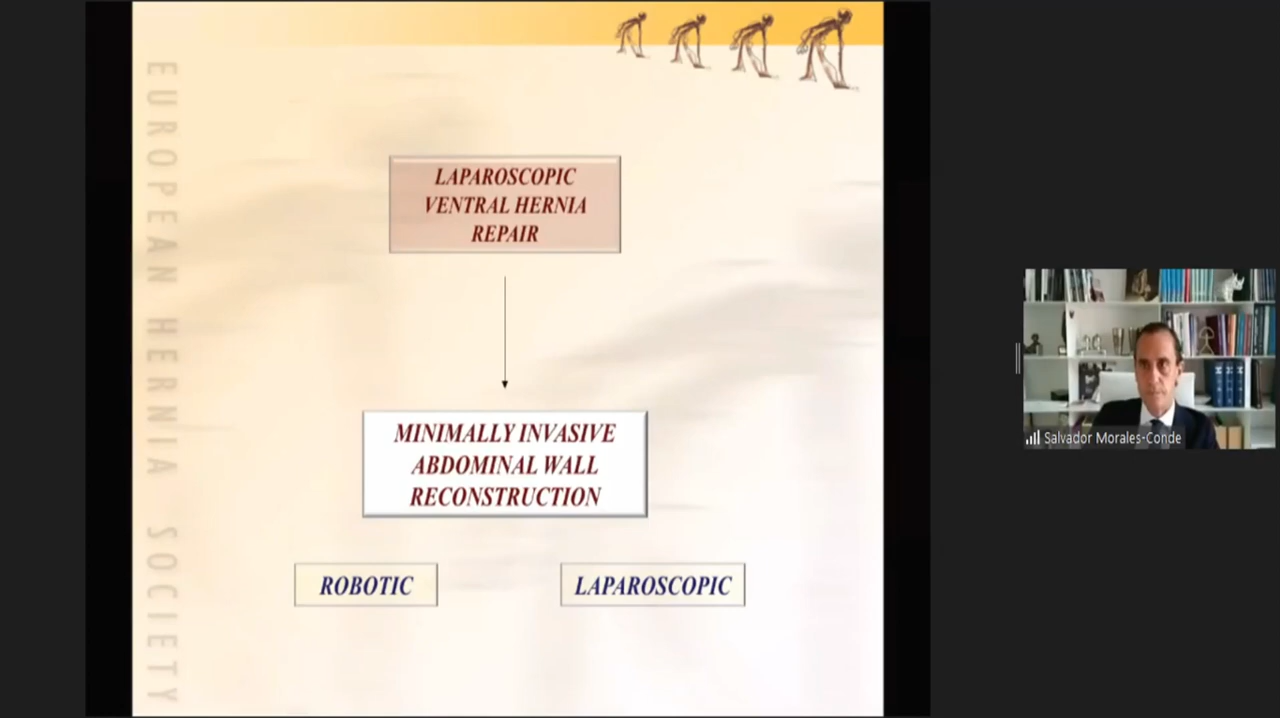 EUROPEAN HERNIA SOCIETY
LAPAROSCOPIC
VENTRAL HERNIA
REPAIR
MINIMALLY INVASIVE
ABDOMINAL WALL
RECONSTRUCTION
ROBOTIC
LAPAROSCOPIC
Salvador Morales-Conde